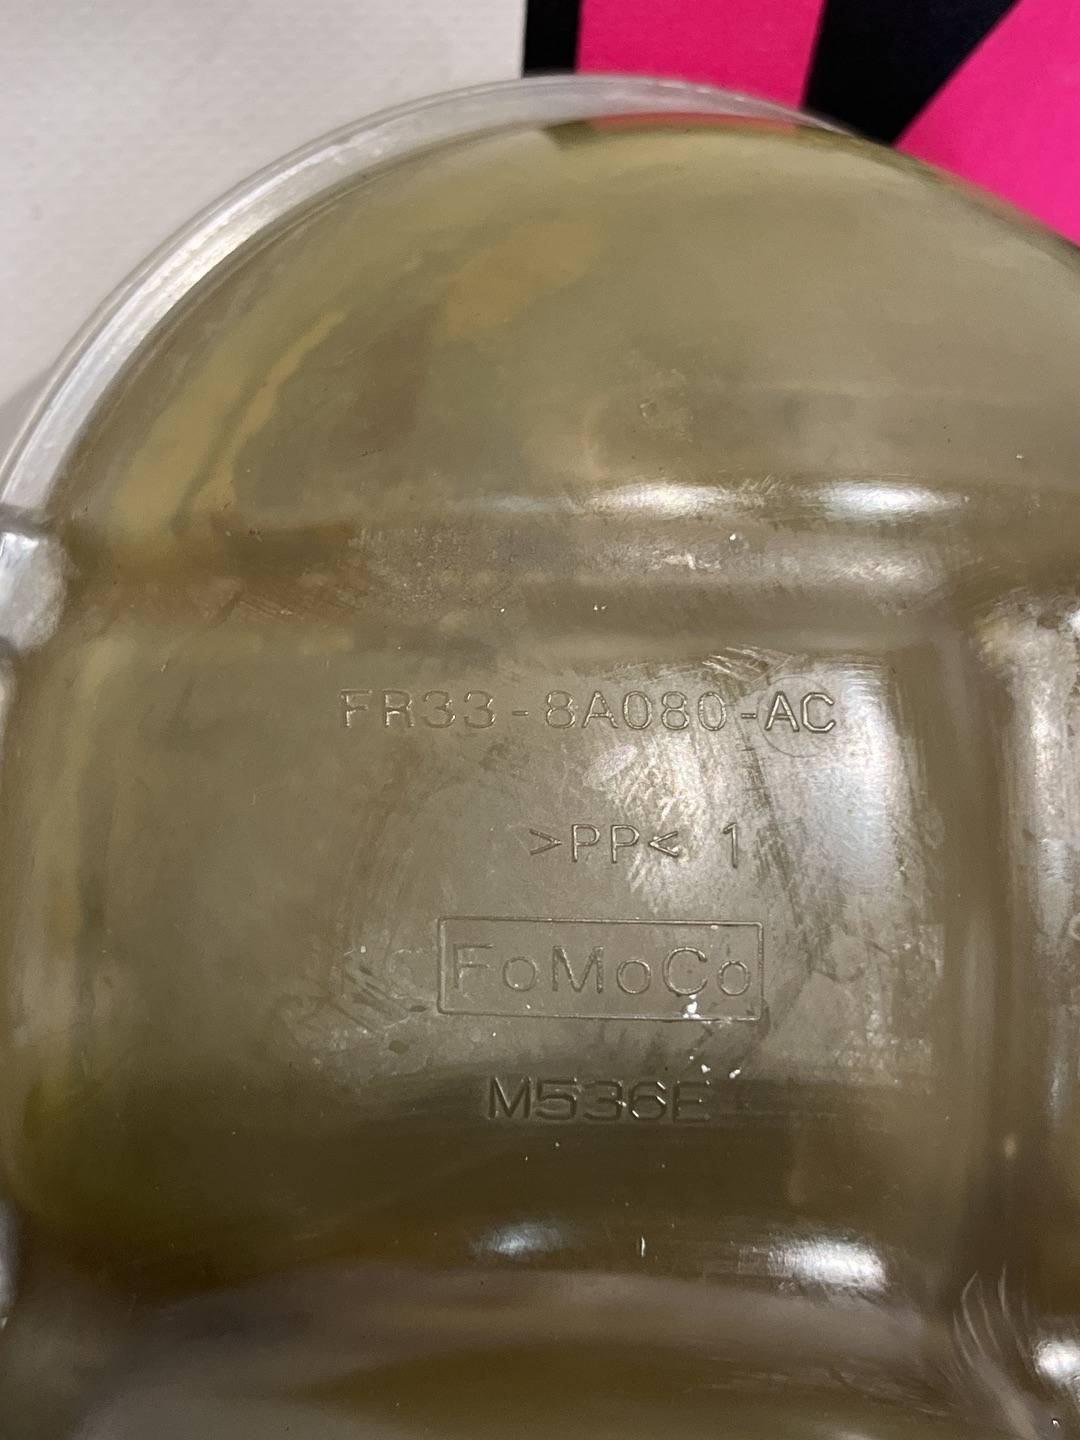 FR33-8A080-AC
>PP< 1
FoMoCo
M536E